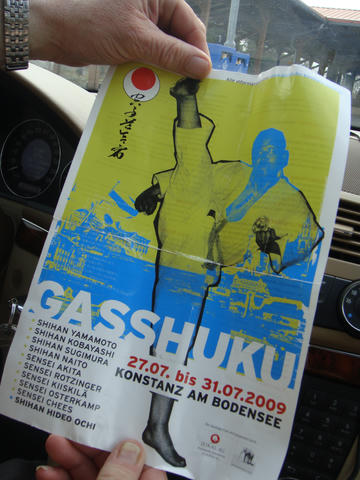 GASSHUKU
27.07. bis 31.07.2009
KONSTANZ AM BODENSEE
SHIHAN YAMAMOTO
SHIHAN KOBAYASHI
SHIHAN SUGIMURA
SHIHAN NAITO
SENSEI AKITA
SENSEI ROTZINGER
SENSEI KIISKILÄ
SENSEI OSTERKAMP
SENSEI CHEES
SHIHAN HIDEO OCHI